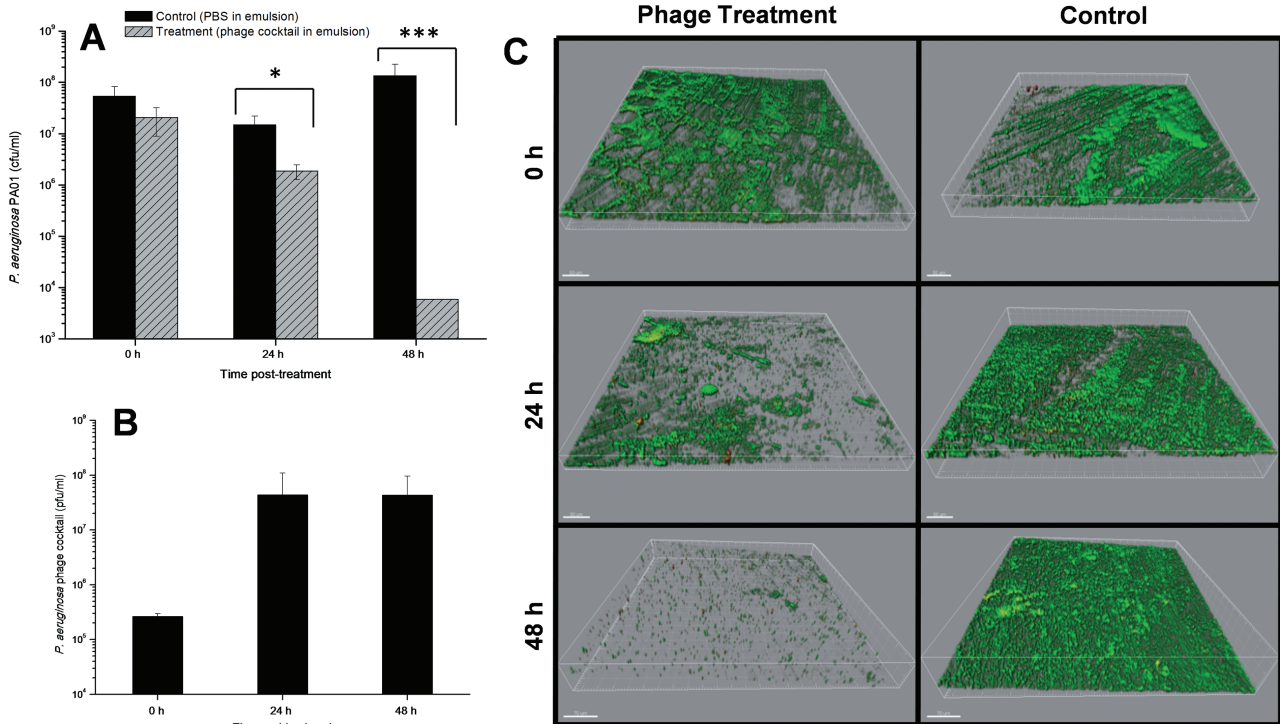 A
Control (PBS in emulsion)
Treatment (phage cocktail in emulsion)
*
***
P. aeruginosa PA01 (cfu/ml)
10⁹
10⁸
10⁷
10⁶
10⁵
10⁴
10³
0 h
24 h
48 h
Time post-treatment
B
P. aeruginosa phage cocktail (pfu/ml)
10⁹
10⁸
10⁷
10⁶
10⁵
10⁴
0 h
24 h
48 h
C
Phage Treatment
Control
0 h
24 h
48 h